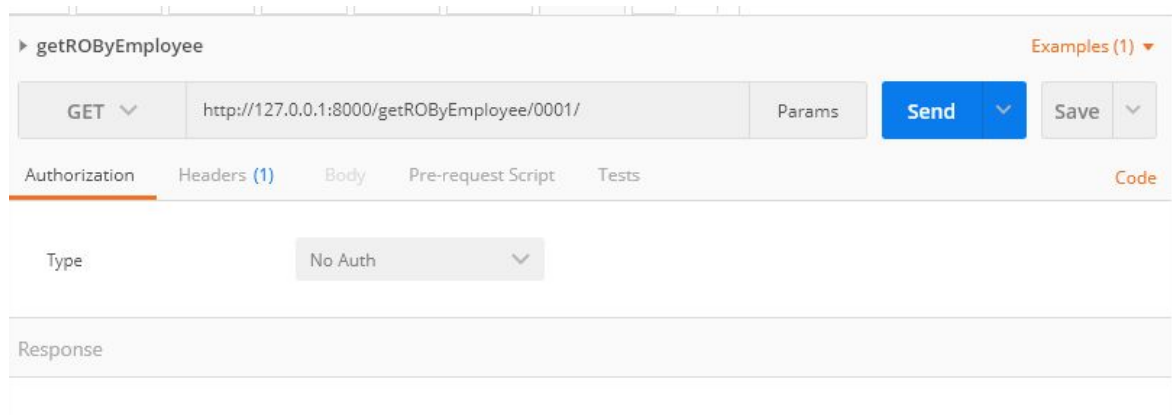 getROByEmployee Examples (1)
GET http://127.0.0.1:8000/getROByEmployee/0001/ Params Send Save
Authorization Headers (1) Body Pre-request Script Tests Code
Type No Auth
Response